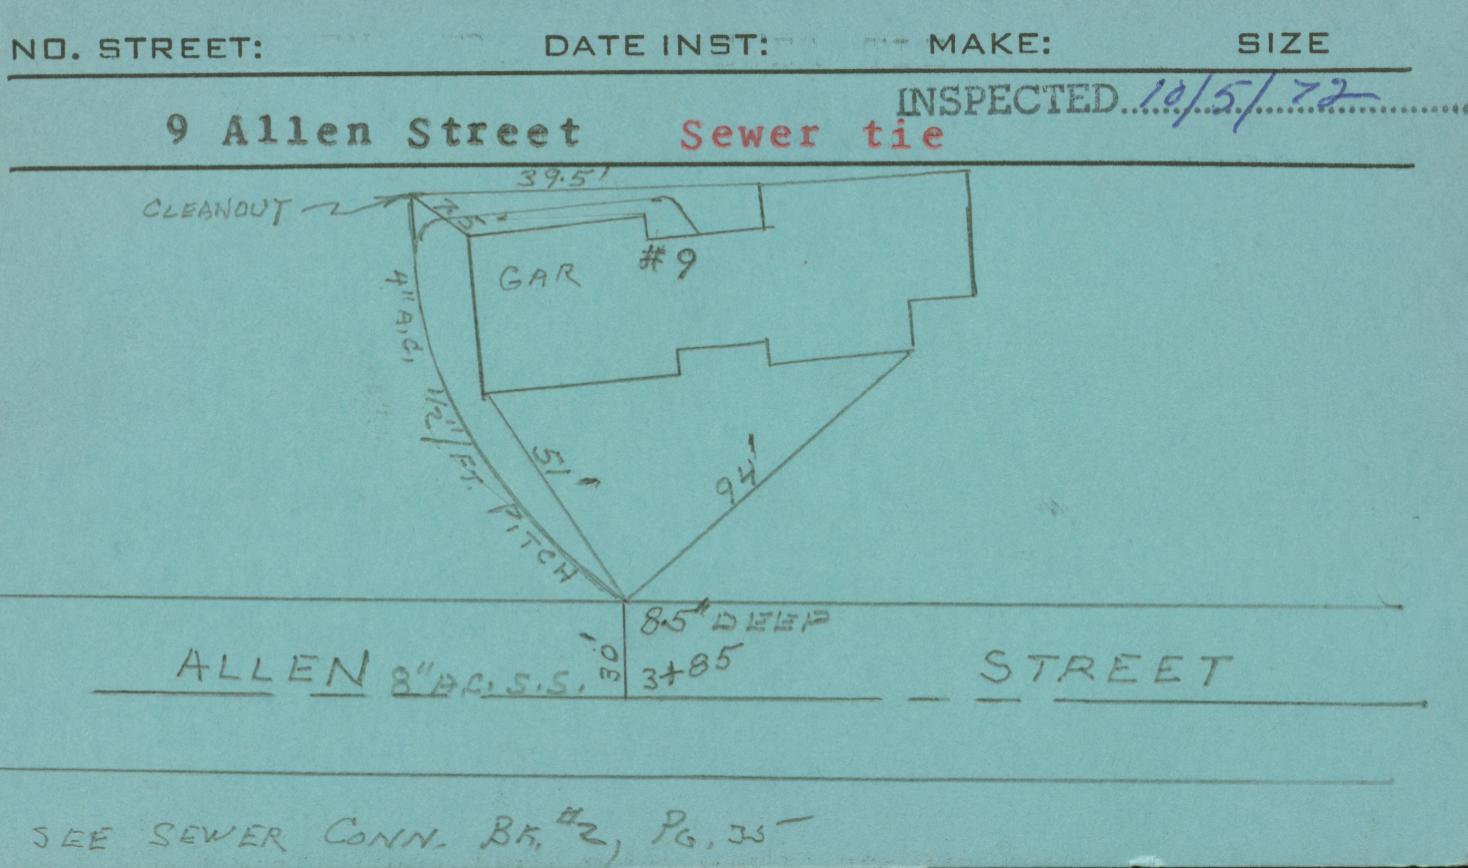 NO. STREET: DATE INST: MAKE: SIZE
INSPECTED 10/5/72
9 Allen Street Sewer tie
39.5'
CLEANOUT
7.5'
#9
GAR
4" A.C. 1/2"/FT. PITCH
51'
94'
8.5' DEEP
30'
3+85
ALLEN 8" A.C. S.S. STREET
SEE SEWER CONN. BK. #2, PG. 35